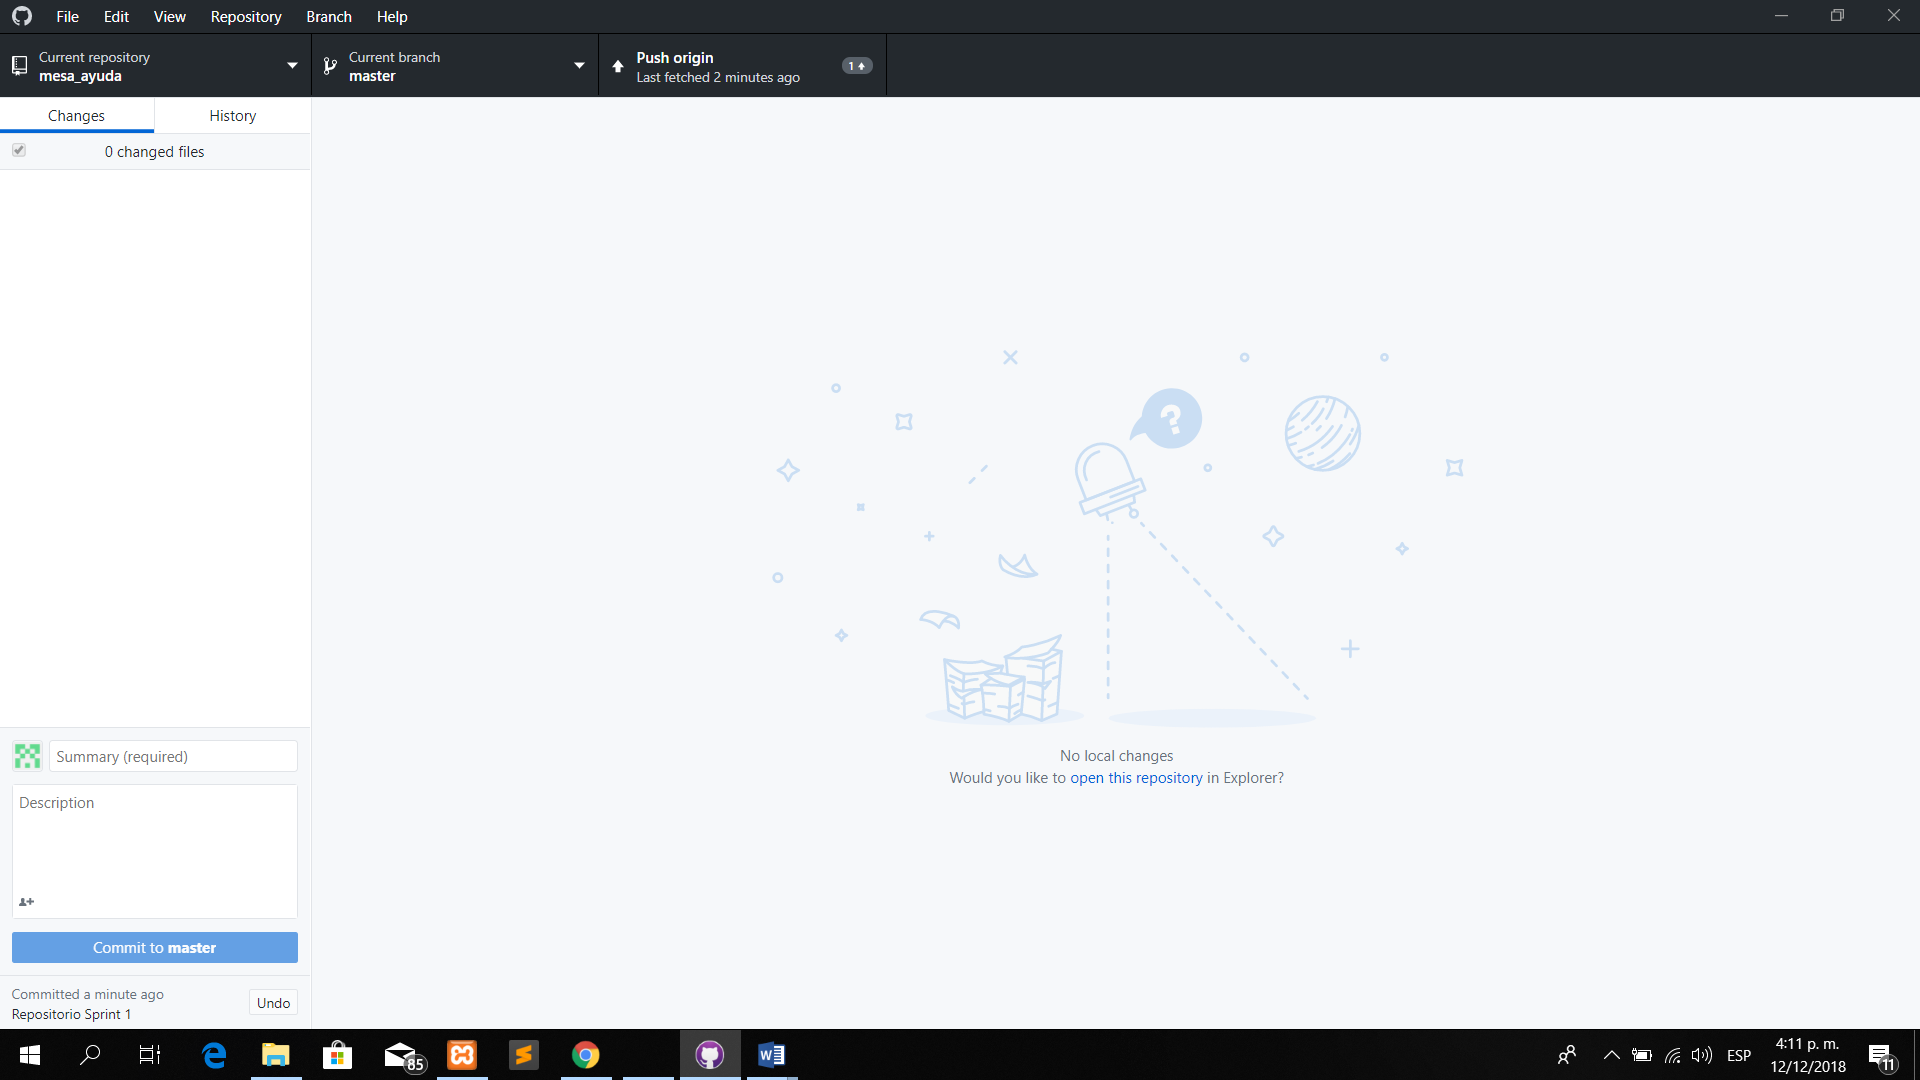 File Edit View Repository Branch Help
Current repository
mesa_ayuda
Current branch
master
Push origin
Last fetched 2 minutes ago
1
Changes
History
0 changed files
?
No local changes
Would you like to open this repository in Explorer?
Summary (required)
Description
Commit to master
Committed a minute ago
Repositorio Sprint 1
Undo
85
ESP
4:11 p. m.
12/12/2018
11